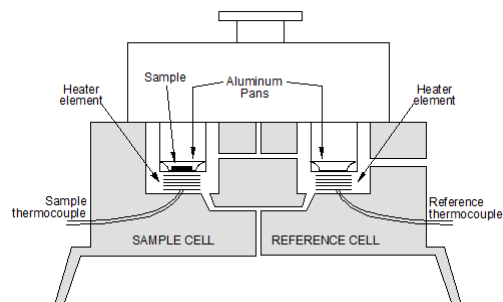 Heater
element
Sample
Aluminum
Pans
Heater
element
Sample
thermocouple
Reference
thermocouple
SAMPLE CELL
REFERENCE CELL